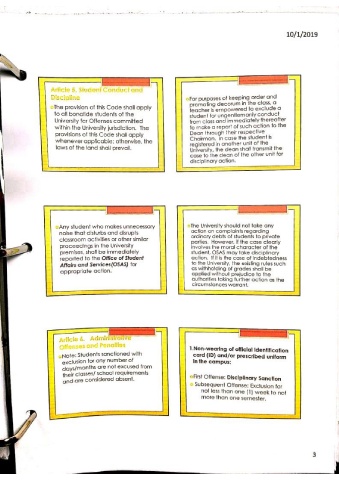 10/1/2019
Article 5. Student Conduct and
Discipline
The provision of this Code shall apply
to all bonafide students of the
University for Offenses committed
within the University jurisdiction. The
provisions of this Code shall apply
whenever applicable; otherwise, the
laws of the land shall prevail.
For purposes of keeping order and
promoting decorum in the class, a
teacher is empowered to exclude a
student for ungentlemanly conduct
from class and immediately thereafter
to make a report of such action to the
Dean through their respective
Chairman. In case the student is
registered in another unit of the
University, the dean shall transmit the
case to the dean of the other unit for
disciplinary action.
Any student who makes unnecessary
noise that disturbs and disrupts
classroom activities or other similar
proceedings in the University
premises shall be immediately
reported to the Office of Student
Affairs and Services(OSAS) for
appropriate action.
The University should not take any
action on complaints regarding
ordinary debts of students to private
parties. However, if the case clearly
involves the moral character of the
student, OSAS may take disciplinary
action. If it is the case of indebtedness
to the University, the existing rules such
as withholding of grades shall be
applied without prejudice to the
authorities taking further action as the
circumstances warrant.
Article 6. Administrative
Offenses and Penalties
Note: Students sanctioned with
exclusion for any number of
days/months are not excused from
their classes/ school requirements
and are considered absent.
1.Non-wearing of official identification
card (ID) and/or prescribed uniform
in the campus:
First Offense: Disciplinary Sanction
Subsequent Offense: Exclusion for
not less than one (1) week to not
more than one semester.
3